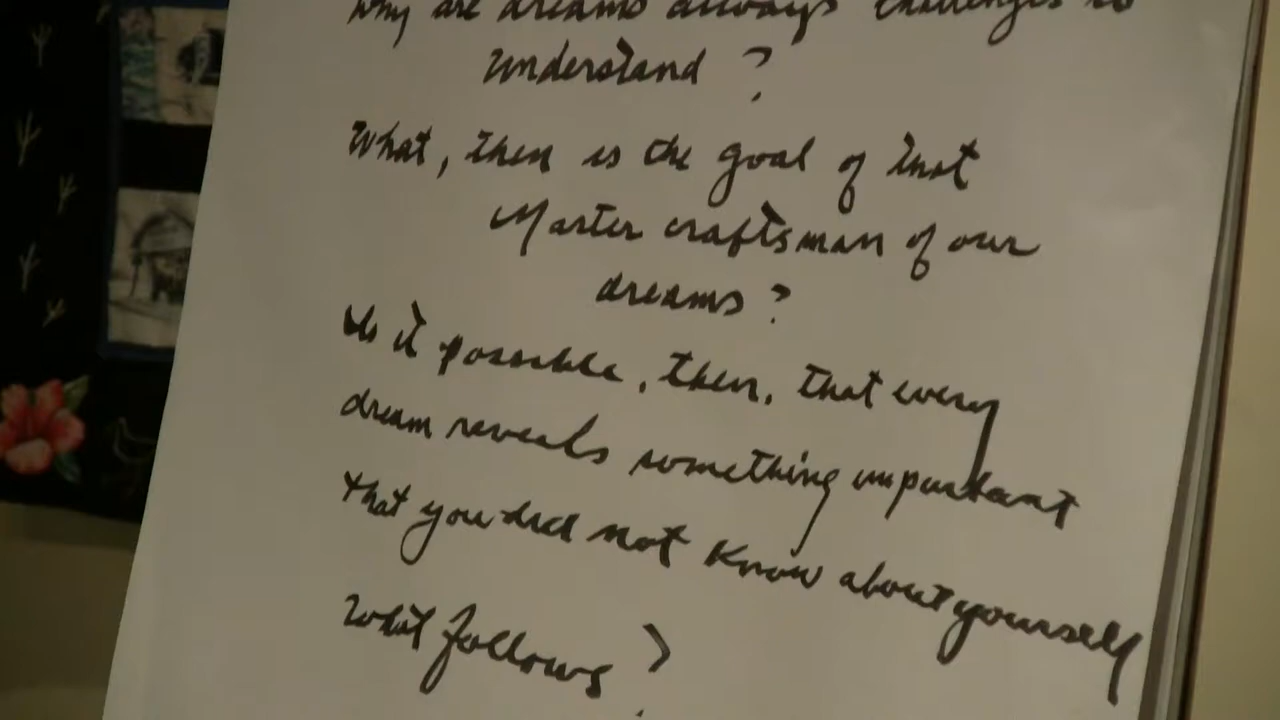 Why are dreams always challenges to
understand ?
What, then is the goal of that
Master craftsman of our
dreams ?
Is it possible, then, that every
dream reveals something important
that you did not know about yourself
What follows ?